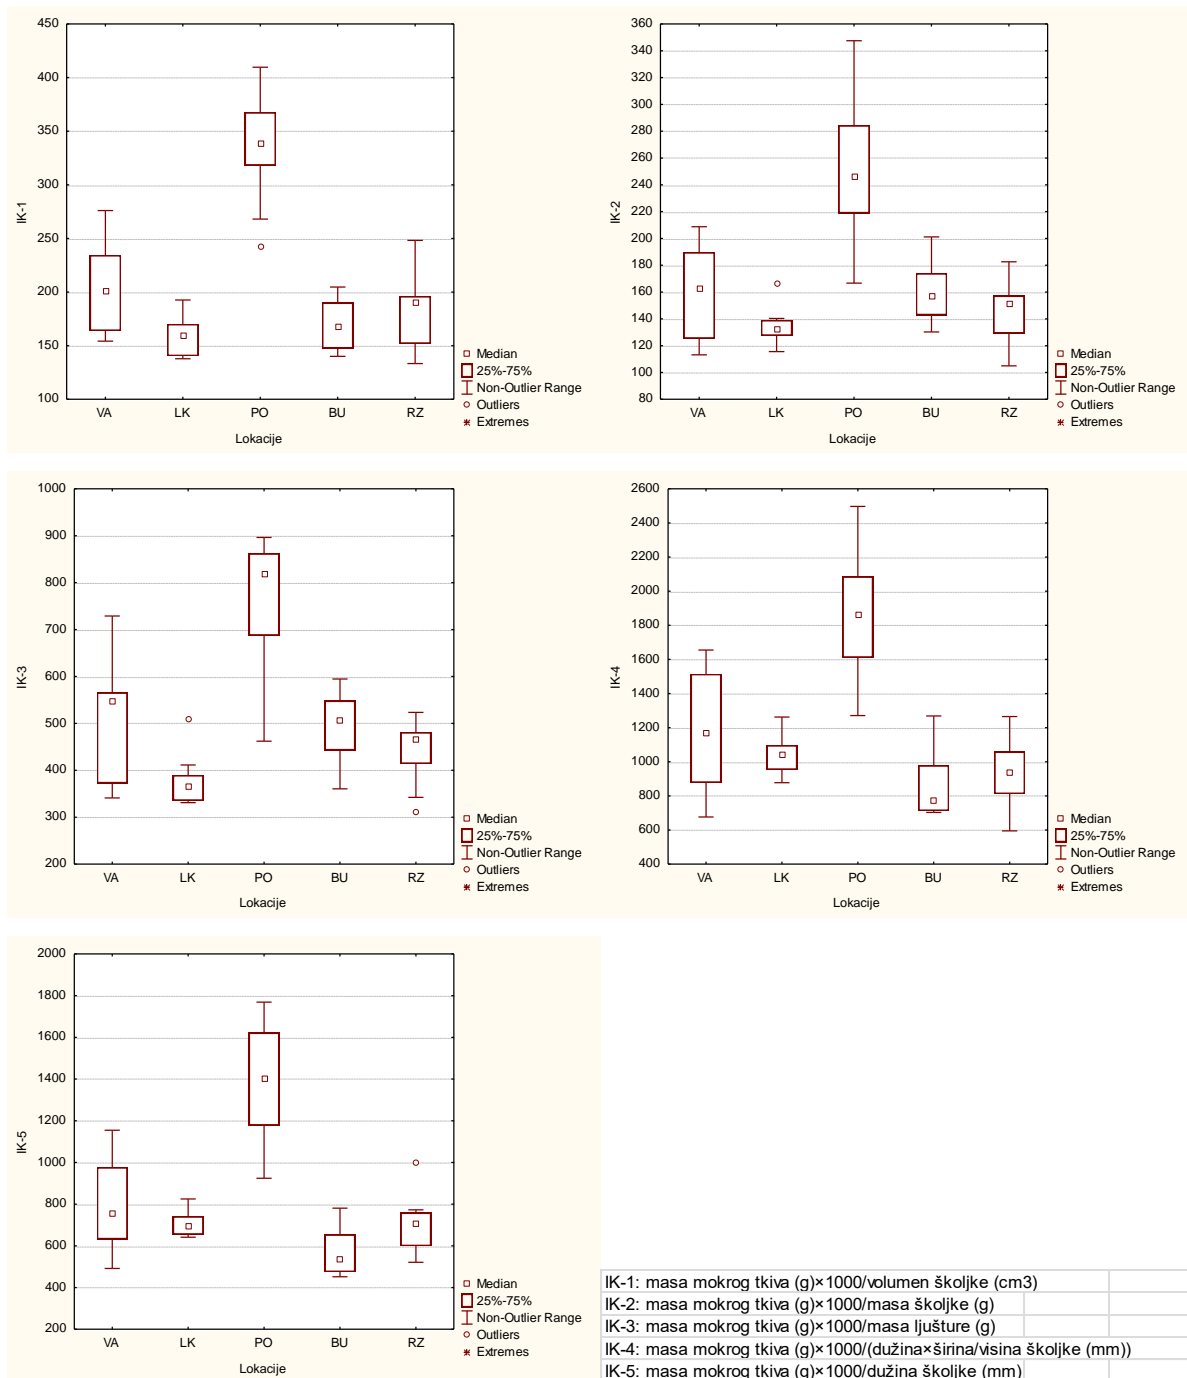 450
400
350
300
250
200
150
100
IK-1
VA LK PO BU RZ
Lokacije
Median
25%-75%
Non-Outlier Range
Outliers
Extremes
360
340
320
300
280
260
240
220
200
180
160
140
120
100
80
IK-2
VA LK PO BU RZ
Lokacije
Median
25%-75%
Non-Outlier Range
Outliers
Extremes
1000
900
800
700
600
500
400
300
200
IK-3
VA LK PO BU RZ
Lokacije
Median
25%-75%
Non-Outlier Range
Outliers
Extremes
2600
2400
2200
2000
1800
1600
1400
1200
1000
800
600
400
IK-4
VA LK PO BU RZ
Lokacije
Median
25%-75%
Non-Outlier Range
Outliers
Extremes
2000
1800
1600
1400
1200
1000
800
600
400
200
IK-5
VA LK PO BU RZ
Lokacije
Median
25%-75%
Non-Outlier Range
Outliers
Extremes
IK-1: masa mokrog tkiva (g)×1000/volumen školjke (cm3)
IK-2: masa mokrog tkiva (g)×1000/masa školjke (g)
IK-3: masa mokrog tkiva (g)×1000/masa ljušture (g)
IK-4: masa mokrog tkiva (g)×1000/(dužina×širina/visina školjke (mm))
IK-5: masa mokrog tkiva (g)×1000/dužina školjke (mm)